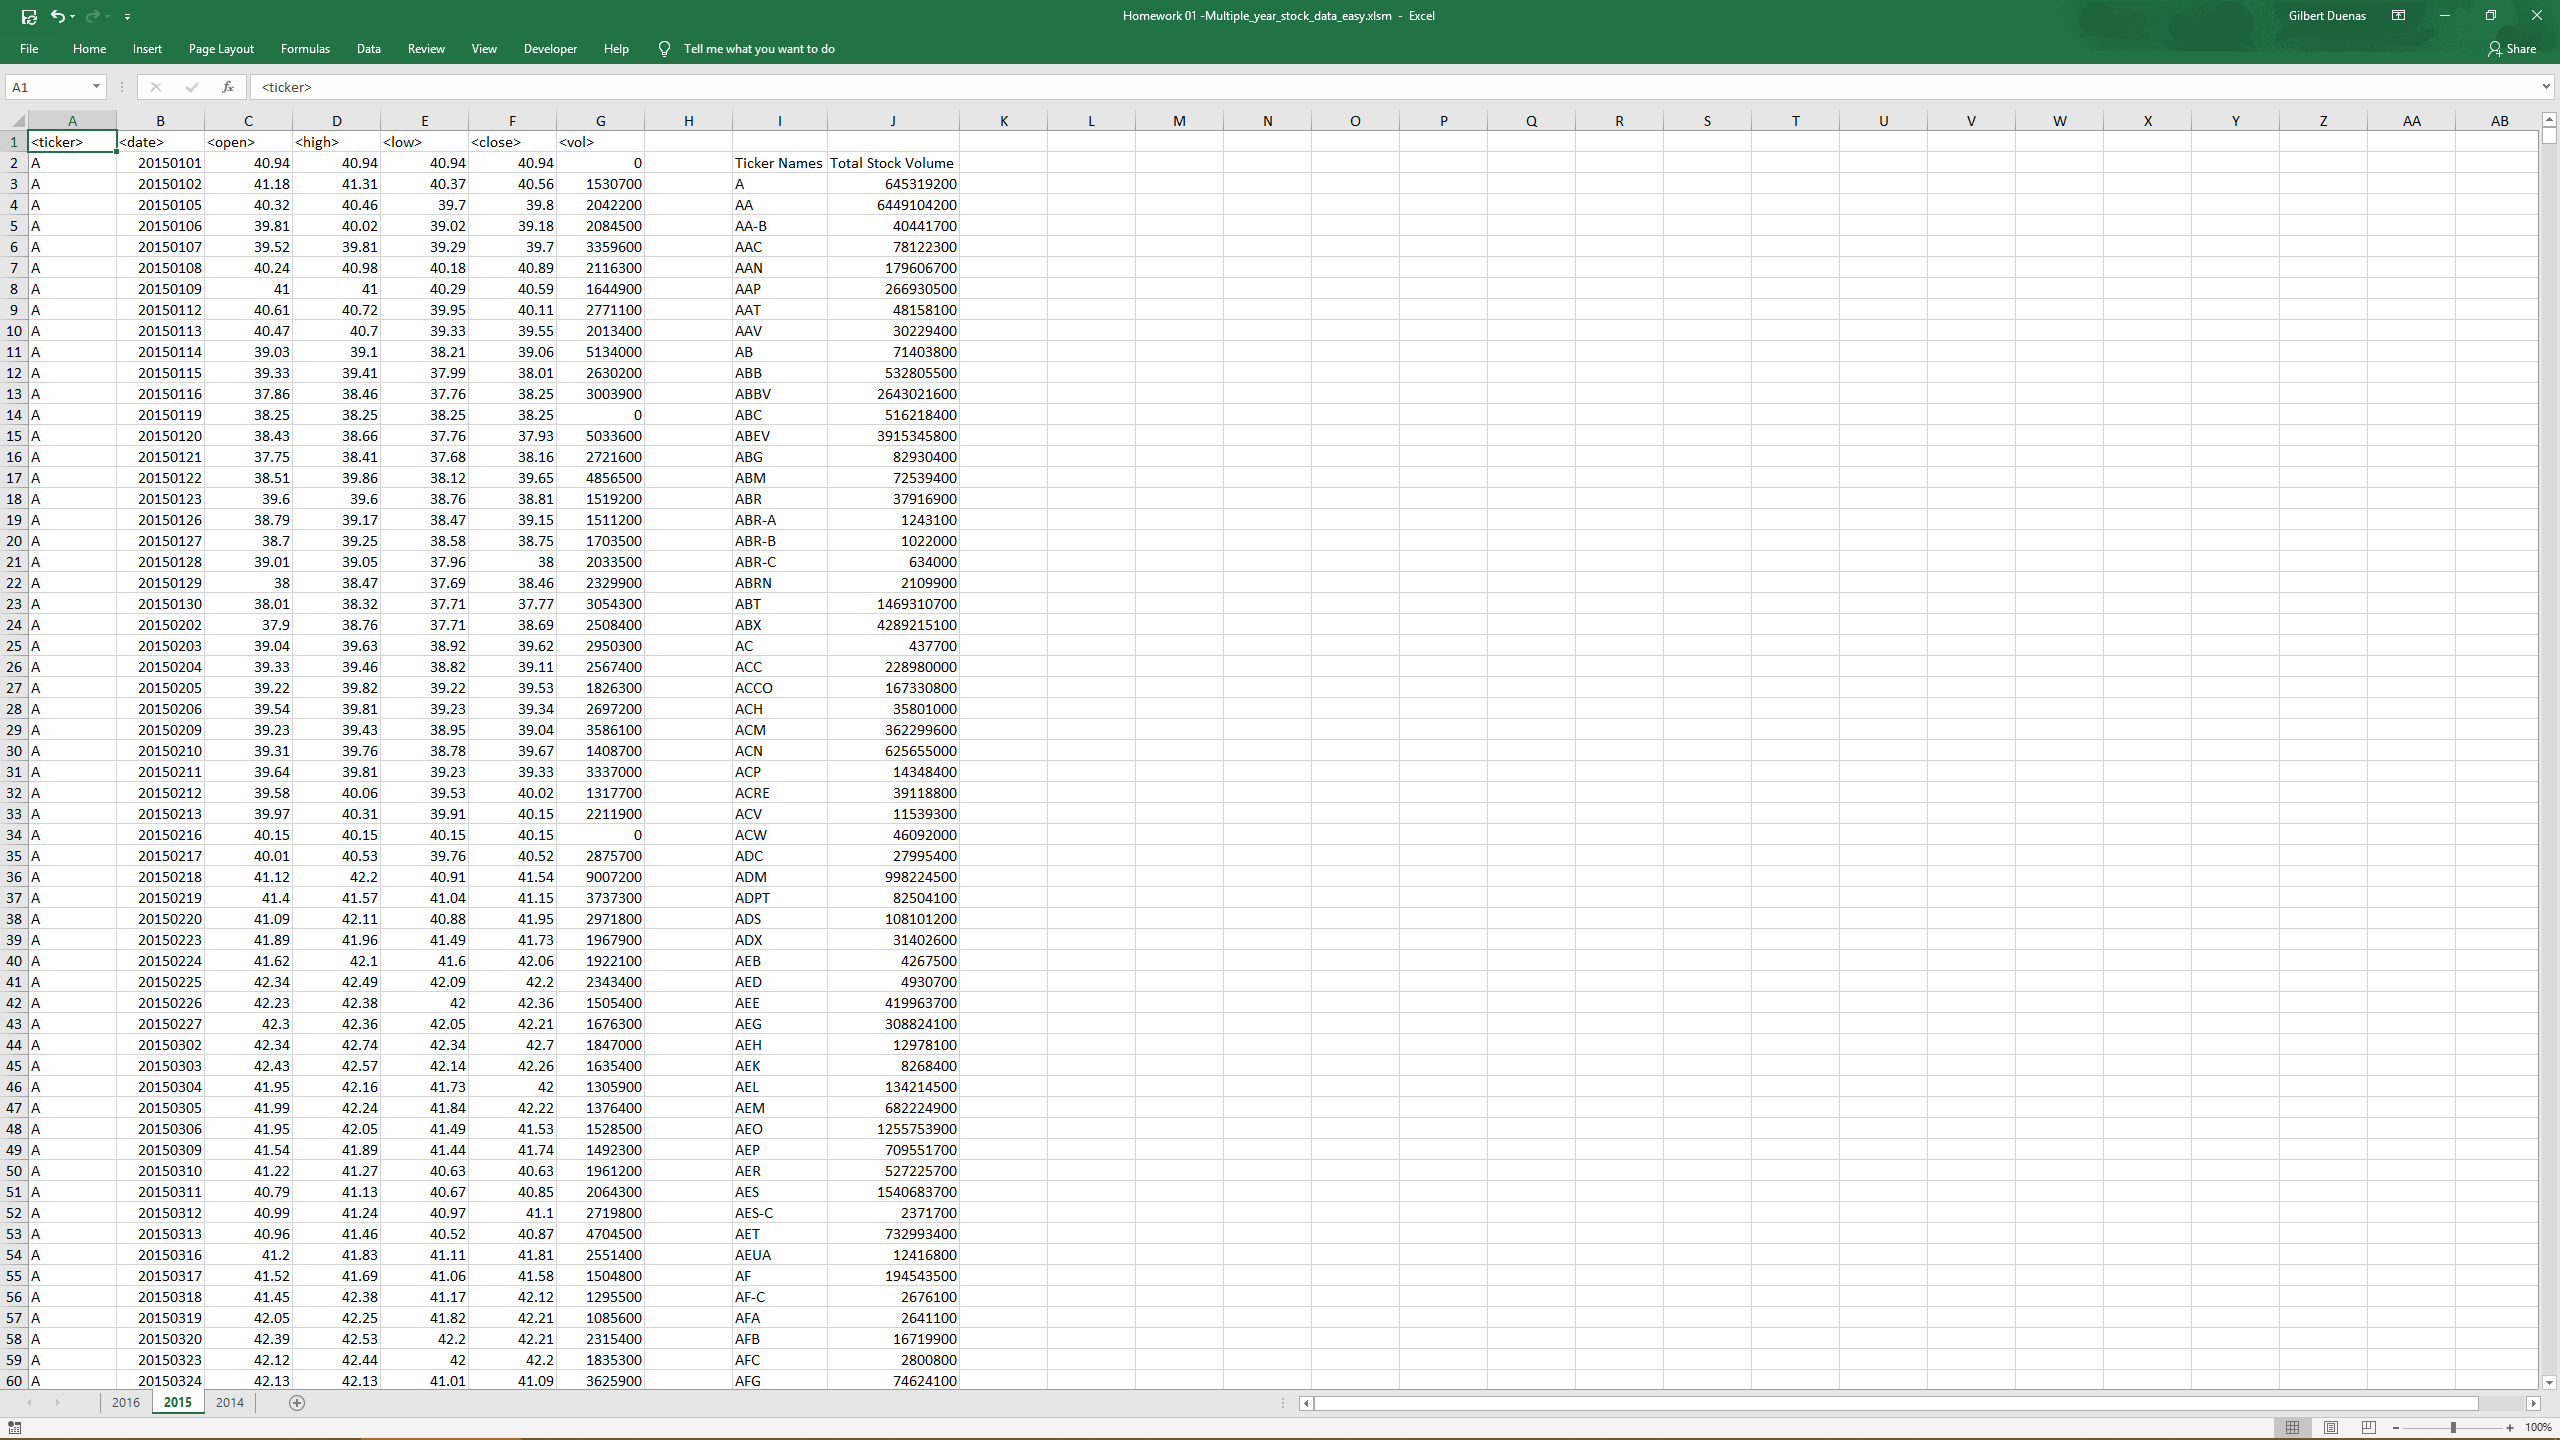 Homework 01 -Multiple_year_stock_data_easy.xlsm - Excel
Gilbert Duenas
File Home Insert Page Layout Formulas Data Review View Developer Help Tell me what you want to do Share
A1 fx <ticker>
A B C D E F G H I J K L M N O P Q R S T U V W X Y Z AA AB
1 <ticker> <date> <open> <high> <low> <close> <vol>
2 A 20150101 40.94 40.94 40.94 40.94 0 Ticker Names Total Stock Volume
3 A 20150102 41.18 41.31 40.37 40.56 1530700 A 645319200
4 A 20150105 40.32 40.46 39.7 39.8 2042200 AA 6449104200
5 A 20150106 39.81 40.02 39.02 39.18 2084500 AA-B 40441700
6 A 20150107 39.52 39.81 39.29 39.7 3359600 AAC 78122300
7 A 20150108 40.24 40.98 40.18 40.89 2116300 AAN 179606700
8 A 20150109 41 41 40.29 40.59 1644900 AAP 266930500
9 A 20150112 40.61 40.72 39.95 40.11 2771100 AAT 48158100
10 A 20150113 40.47 40.7 39.33 39.55 2013400 AAV 30229400
11 A 20150114 39.03 39.1 38.21 39.06 5134000 AB 71403800
12 A 20150115 39.33 39.41 37.99 38.01 2630200 ABB 532805500
13 A 20150116 37.86 38.46 37.76 38.25 3003900 ABBV 2643021600
14 A 20150119 38.25 38.25 38.25 38.25 0 ABC 516218400
15 A 20150120 38.43 38.66 37.76 37.93 5033600 ABEV 3915345800
16 A 20150121 37.75 38.41 37.68 38.16 2721600 ABG 82930400
17 A 20150122 38.51 39.86 38.12 39.65 4856500 ABM 72539400
18 A 20150123 39.6 39.6 38.76 38.81 1519200 ABR 37916900
19 A 20150126 38.79 39.17 38.47 39.15 1511200 ABR-A 1243100
20 A 20150127 38.7 39.25 38.58 38.75 1703500 ABR-B 1022000
21 A 20150128 39.01 39.05 37.96 38 2033500 ABR-C 634000
22 A 20150129 38 38.47 37.69 38.46 2329900 ABRN 2109900
23 A 20150130 38.01 38.32 37.71 37.77 3054300 ABT 1469310700
24 A 20150202 37.9 38.76 37.71 38.69 2508400 ABX 4289215100
25 A 20150203 39.04 39.63 38.92 39.62 2950300 AC 437700
26 A 20150204 39.33 39.46 38.82 39.11 2567400 ACC 228980000
27 A 20150205 39.22 39.82 39.22 39.53 1826300 ACCO 167330800
28 A 20150206 39.54 39.81 39.23 39.34 2697200 ACH 35801000
29 A 20150209 39.23 39.43 38.95 39.04 3586100 ACM 362299600
30 A 20150210 39.31 39.76 38.78 39.67 1408700 ACN 625655000
31 A 20150211 39.64 39.81 39.23 39.33 3337000 ACP 14348400
32 A 20150212 39.58 40.06 39.53 40.02 1317700 ACRE 39118800
33 A 20150213 39.97 40.31 39.91 40.15 2211900 ACV 11539300
34 A 20150216 40.15 40.15 40.15 40.15 0 ACW 46092000
35 A 20150217 40.01 40.53 39.76 40.52 2875700 ADC 27995400
36 A 20150218 41.12 42.2 40.91 41.54 9007200 ADM 998224500
37 A 20150219 41.4 41.57 41.04 41.15 3737300 ADPT 82504100
38 A 20150220 41.09 42.11 40.88 41.95 2971800 ADS 108101200
39 A 20150223 41.89 41.96 41.49 41.73 1967900 ADX 31402600
40 A 20150224 41.62 42.1 41.6 42.06 1922100 AEB 4267500
41 A 20150225 42.34 42.49 42.09 42.2 2343400 AED 4930700
42 A 20150226 42.23 42.38 42 42.36 1505400 AEE 419963700
43 A 20150227 42.3 42.36 42.05 42.21 1676300 AEG 308824100
44 A 20150302 42.34 42.74 42.34 42.7 1847000 AEH 12978100
45 A 20150303 42.43 42.57 42.14 42.26 1635400 AEK 8268400
46 A 20150304 41.95 42.16 41.73 42 1305900 AEL 134214500
47 A 20150305 41.99 42.24 41.84 42.22 1376400 AEM 682224900
48 A 20150306 41.95 42.05 41.49 41.53 1528500 AEO 1255753900
49 A 20150309 41.54 41.89 41.44 41.74 1492300 AEP 709551700
50 A 20150310 41.22 41.27 40.63 40.63 1961200 AER 527225700
51 A 20150311 40.79 41.13 40.67 40.85 2064300 AES 1540683700
52 A 20150312 40.99 41.24 40.97 41.1 2719800 AES-C 2371700
53 A 20150313 40.96 41.46 40.52 40.87 4704500 AET 732993400
54 A 20150316 41.2 41.83 41.11 41.81 2551400 AEUA 12416800
55 A 20150317 41.52 41.69 41.06 41.58 1504800 AF 194543500
56 A 20150318 41.45 42.38 41.17 42.12 1295500 AF-C 2676100
57 A 20150319 42.05 42.25 41.82 42.21 1085600 AFA 2641100
58 A 20150320 42.39 42.53 42.2 42.21 2315400 AFB 16719900
59 A 20150323 42.12 42.44 42 42.2 1835300 AFC 2800800
60 A 20150324 42.13 42.13 41.01 41.09 3625900 AFG 74624100
2016 2015 2014
100%